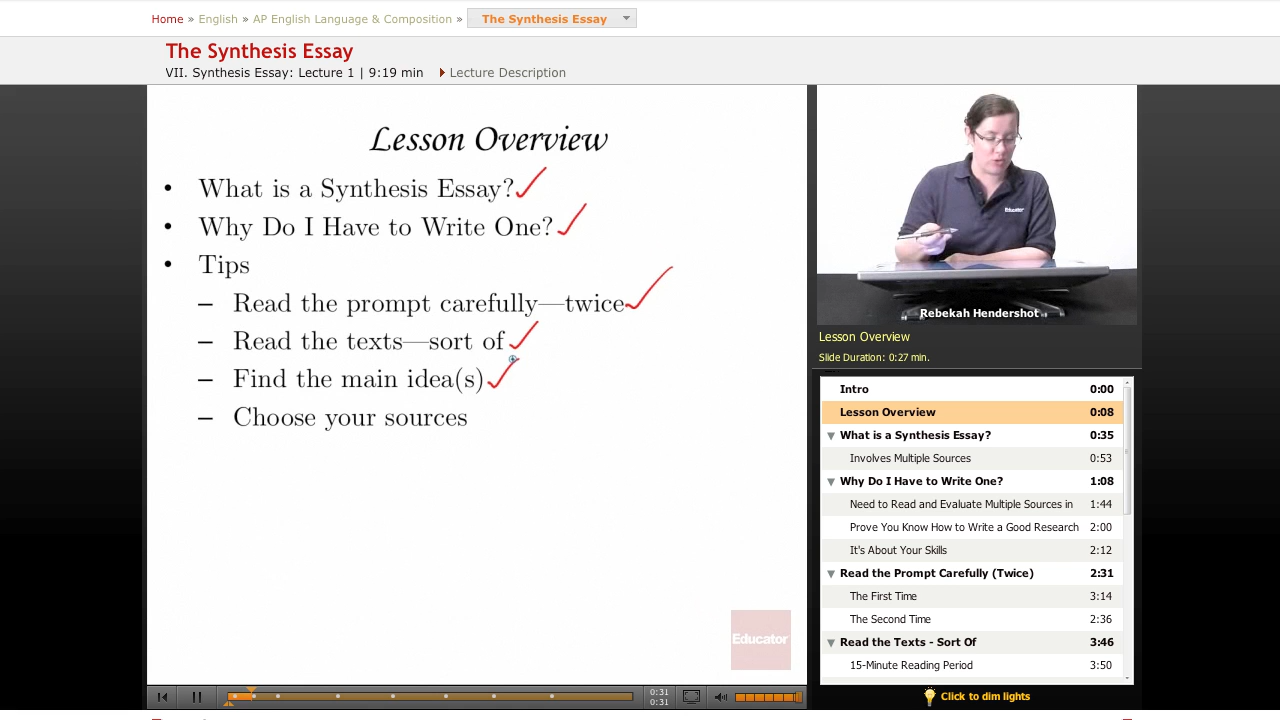 Home » English » AP English Language & Composition » The Synthesis Essay
The Synthesis Essay
VII. Synthesis Essay: Lecture 1 | 9:19 min Lecture Description
Lesson Overview
• What is a Synthesis Essay?
• Why Do I Have to Write One?
• Tips
– Read the prompt carefully—twice
– Read the texts—sort of
– Find the main idea(s)
– Choose your sources
Educator
0:31
0:31
Educator
Rebekah Hendershot
Lesson Overview
Slide Duration: 0:27 min.
Intro 0:00
Lesson Overview 0:08
What is a Synthesis Essay? 0:35
Involves Multiple Sources 0:53
Why Do I Have to Write One? 1:08
Need to Read and Evaluate Multiple Sources in 1:44
Prove You Know How to Write a Good Research 2:00
It's About Your Skills 2:12
Read the Prompt Carefully (Twice) 2:31
The First Time 3:14
The Second Time 2:36
Read the Texts - Sort Of 3:46
15-Minute Reading Period 3:50
Click to dim lights